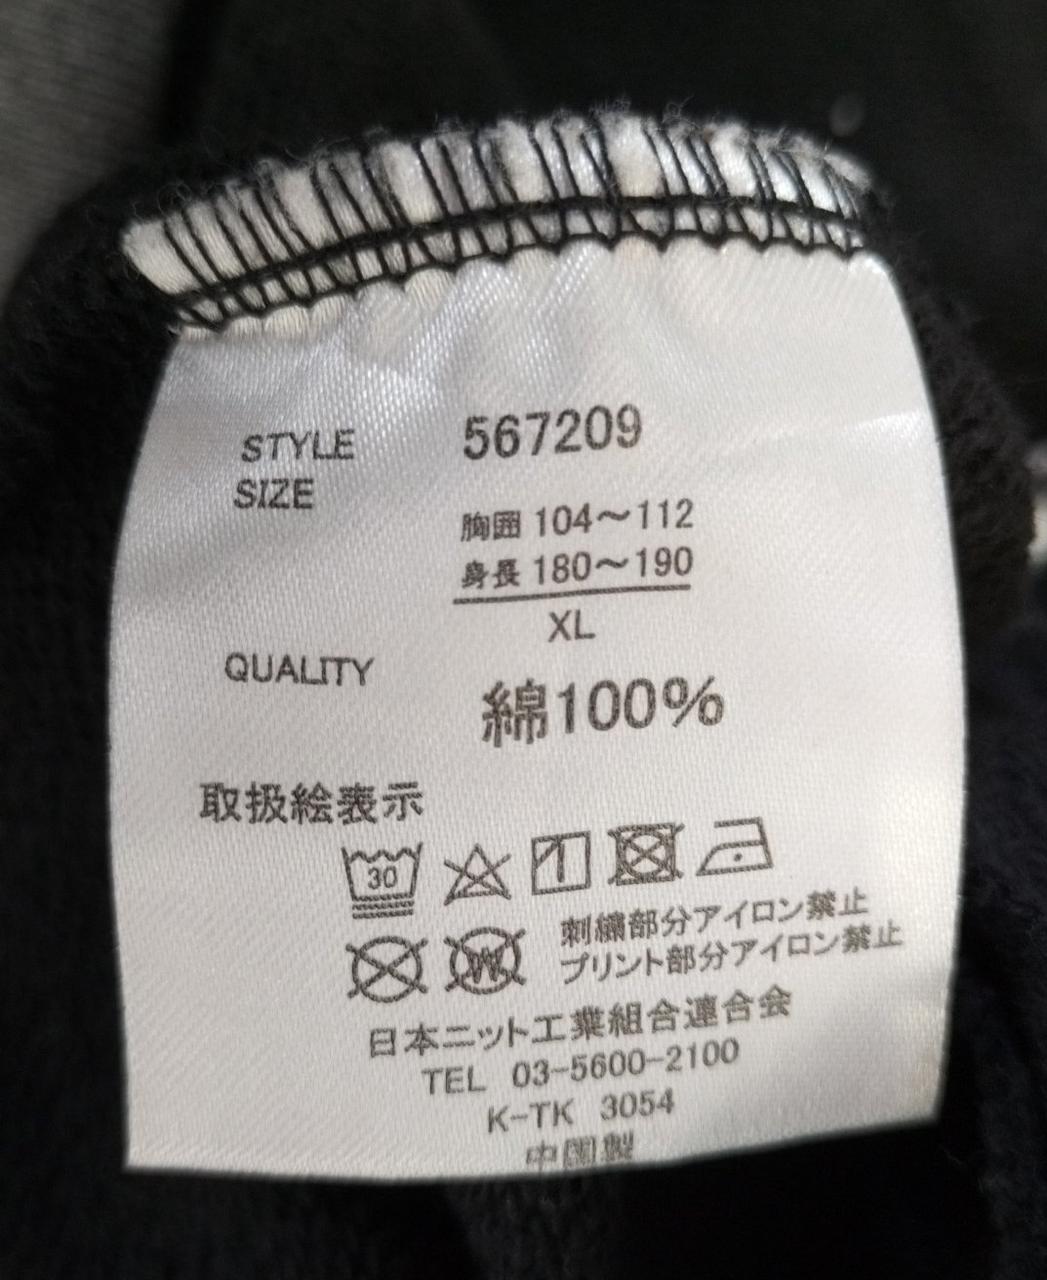 STYLE 567209
SIZE
胸囲 104～112
身長 180～190
XL
QUALITY
綿100%
取扱絵表示
30
W
刺繍部分アイロン禁止
プリント部分アイロン禁止
日本ニット工業組合連合会
TEL 03-5600-2100
K-TK 3054
中国製